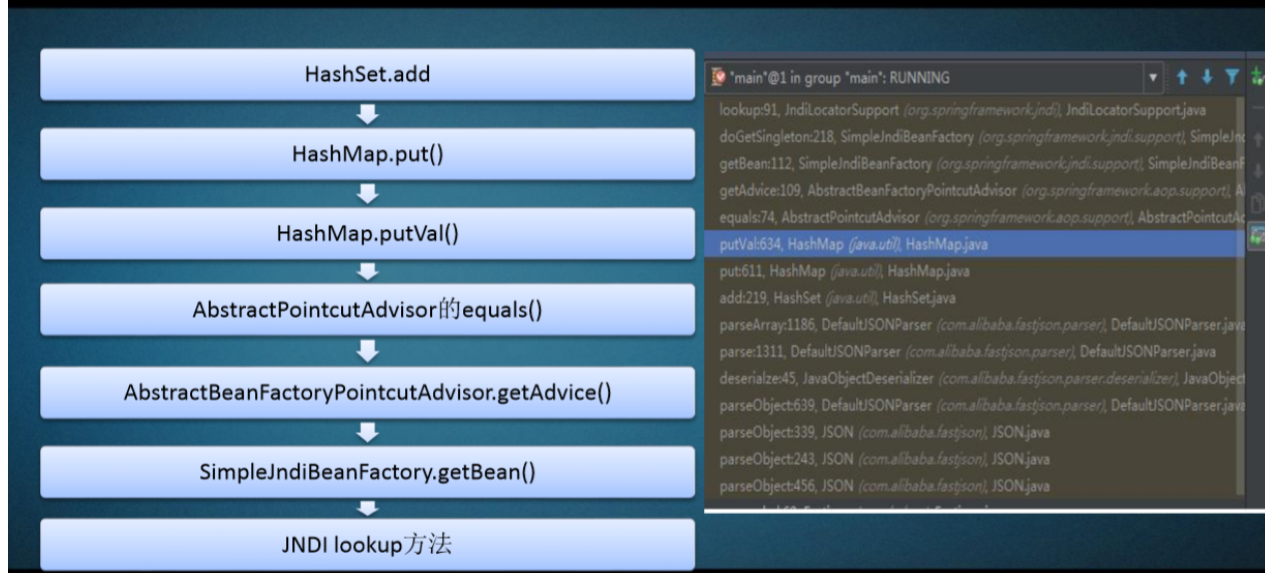 HashSet.add
HashMap.put()
HashMap.putVal()
AbstractPointcutAdvisor的equals()
AbstractBeanFactoryPointcutAdvisor.getAdvice()
SimpleJndiBeanFactory.getBean()
JNDI lookup方法
"main"@1 in group "main": RUNNING
lookup:91, JndiLocatorSupport (org.springframework.jndi), JndiLocatorSupport.java
doGetSingleton:218, SimpleJndiBeanFactory (org.springframework.jndi.support), SimpleJnd
getBean:112, SimpleJndiBeanFactory (org.springframework.jndi.support), SimpleJndiBeanF
getAdvice:109, AbstractBeanFactoryPointcutAdvisor (org.springframework.aop.support), A
equals:74, AbstractPointcutAdvisor (org.springframework.aop.support), AbstractPointcutAc
putVal:634, HashMap (java.util), HashMap.java
put:611, HashMap (java.util), HashMap.java
add:219, HashSet (java.util), HashSet.java
parseArray:1186, DefaultJSONParser (com.alibaba.fastjson.parser), DefaultJSONParser.java
parse:1311, DefaultJSONParser (com.alibaba.fastjson.parser), DefaultJSONParser.java
deserialze:45, JavaObjectDeserializer (com.alibaba.fastjson.parser.deserializer), JavaObject
parseObject:639, DefaultJSONParser (com.alibaba.fastjson.parser), DefaultJSONParser.java
parseObject:339, JSON (com.alibaba.fastjson), JSON.java
parseObject:243, JSON (com.alibaba.fastjson), JSON.java
parseObject:456, JSON (com.alibaba.fastjson), JSON.java